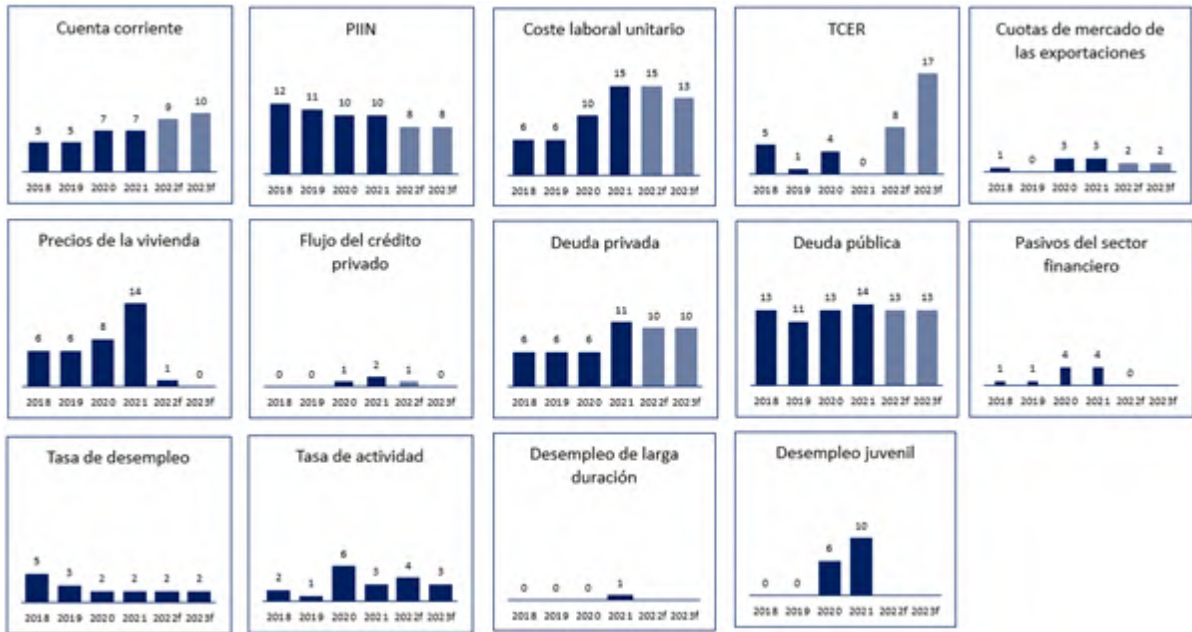 Cuenta corriente
5 5 7 7 9 10
2018 2019 2020 2021 2022f 2023f
PIIN
12 11 10 10 8 8
2018 2019 2020 2021 2022f 2023f
Coste laboral unitario
6 6 10 15 15 13
2018 2019 2020 2021 2022f 2023f
TCER
5 1 4 0 8 17
2018 2019 2020 2021 2022f 2023f
Cuotas de mercado de
las exportaciones
1 0 3 3 2 2
2018 2019 2020 2021 2022f 2023f
Precios de la vivienda
6 6 8 14 1 0
2018 2019 2020 2021 2022f 2023f
Flujo del crédito
privado
0 0 1 2 1 0
2018 2019 2020 2021 2022f 2023f
Deuda privada
6 6 6 11 10 10
2018 2019 2020 2021 2022f 2023f
Deuda pública
13 11 13 14 13 13
2018 2019 2020 2021 2022f 2023f
Pasivos del sector
financiero
1 1 4 4 0
2018 2019 2020 2021 2022f 2023f
Tasa de desempleo
5 3 2 2 2 2
2018 2019 2020 2021 2022f 2023f
Tasa de actividad
2 1 6 3 4 3
2018 2019 2020 2021 2022f 2023f
Desempleo de larga
duración
0 0 0 1
2018 2019 2020 2021 2022f 2023f
Desempleo juvenil
0 0 6 10
2018 2019 2020 2021 2022f 2023f